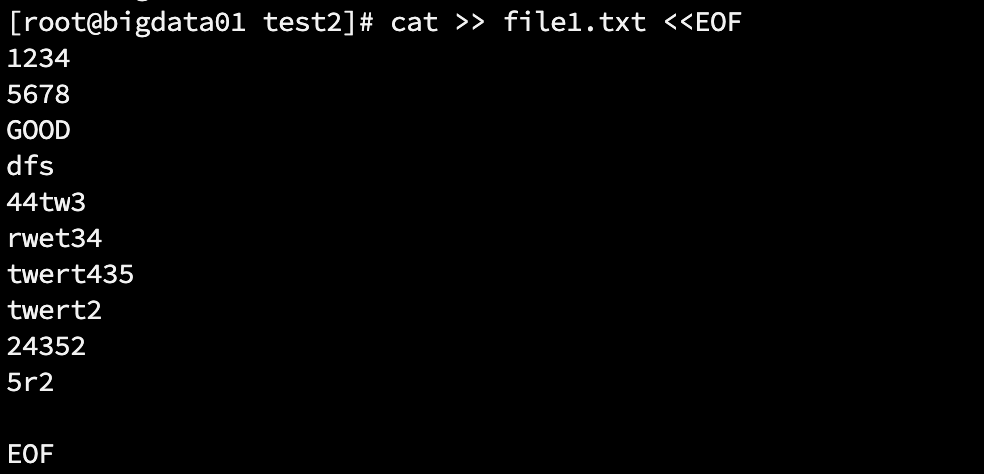 [root@bigdata01 test2]# cat >> file1.txt <<EOF
1234
5678
GOOD
dfs
44tw3
rwet34
twert435
twert2
24352
5r2

EOF